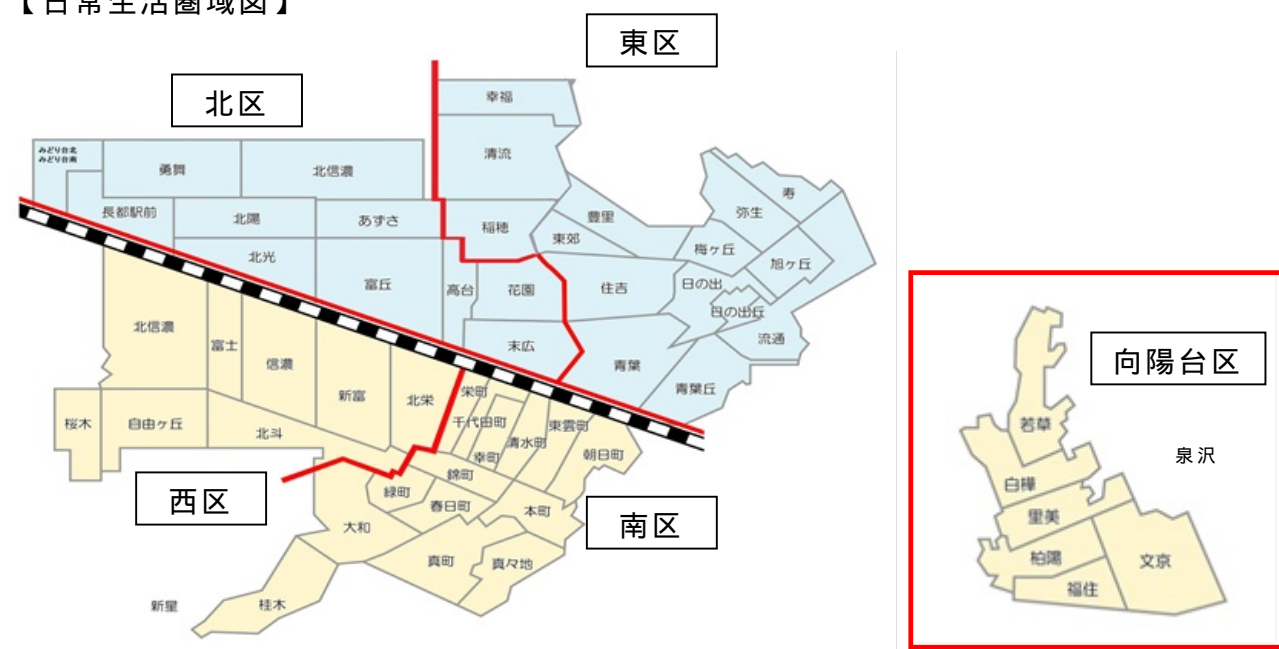 【日常生活圏域図】
東区
北区
幸福
みどり台北
みどり台南
勇舞
北信濃
清流
寿
長都駅前
北陽
あずさ
稲穂
豊里
弥生
東郊
梅ヶ丘
旭ヶ丘
北光
富丘
高台
花園
住吉
日の出
日の出丘
流通
末広
青葉
青葉丘
北信濃
富士
信濃
新富
北栄
栄町
千代田町
幸町
清水町
東雲町
朝日町
桜木
自由ヶ丘
北斗
錦町
緑町
春日町
本町
西区
南区
大和
真町
真々地
新星
桂木
向陽台区
若草
泉沢
白樺
里美
柏陽
文京
福住